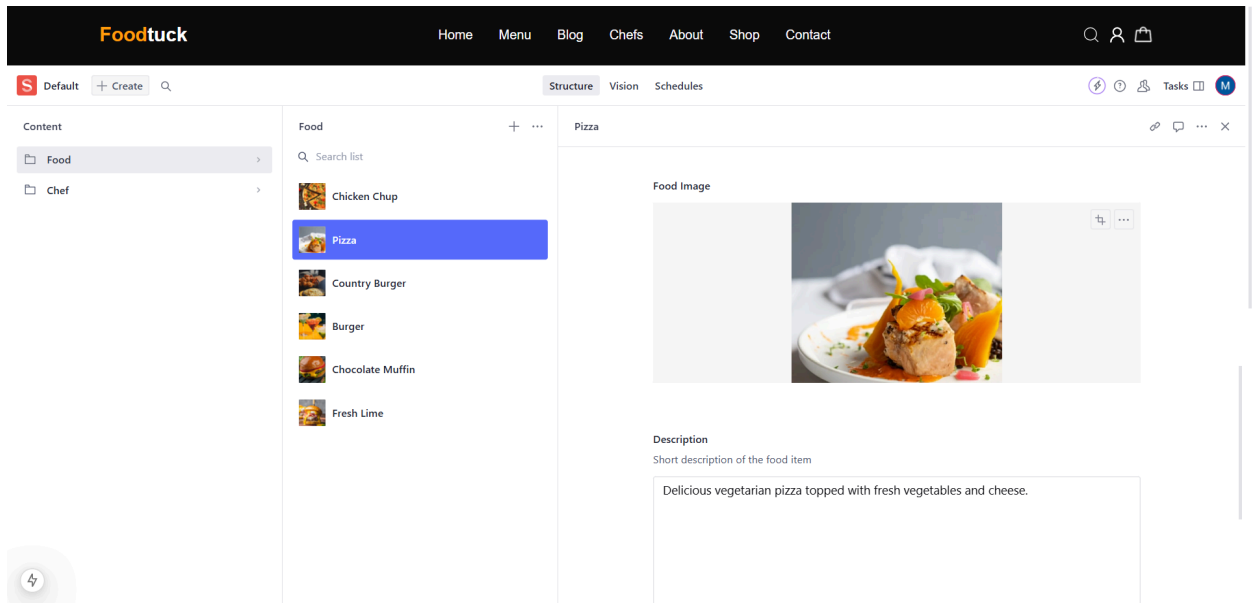 Foodtuck
Home Menu Blog Chefs About Shop Contact
S Default + Create
Structure Vision Schedules
Tasks M
Content
Food
Chef
Food
Search list
Chicken Chup
Pizza
Country Burger
Burger
Chocolate Muffin
Fresh Lime
Pizza
Food Image
Description
Short description of the food item
Delicious vegetarian pizza topped with fresh vegetables and cheese.